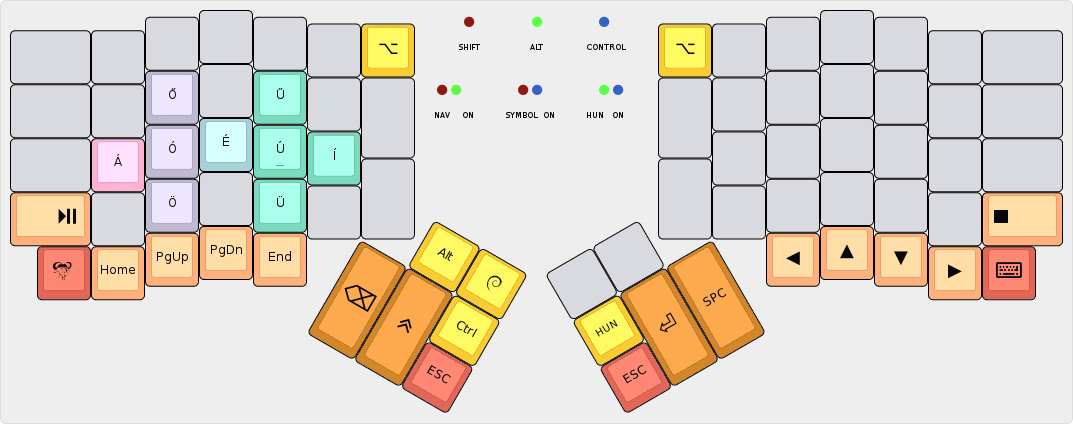 ⌥ ⌥
SHIFT ALT CONTROL
Ő Ű
NAV ON SYMBOL ON HUN ON
Á Ó É Ú Í
Ö Ü
Home PgUp PgDn End
Alt
Ctrl
ESC
HUN
SPC
ESC